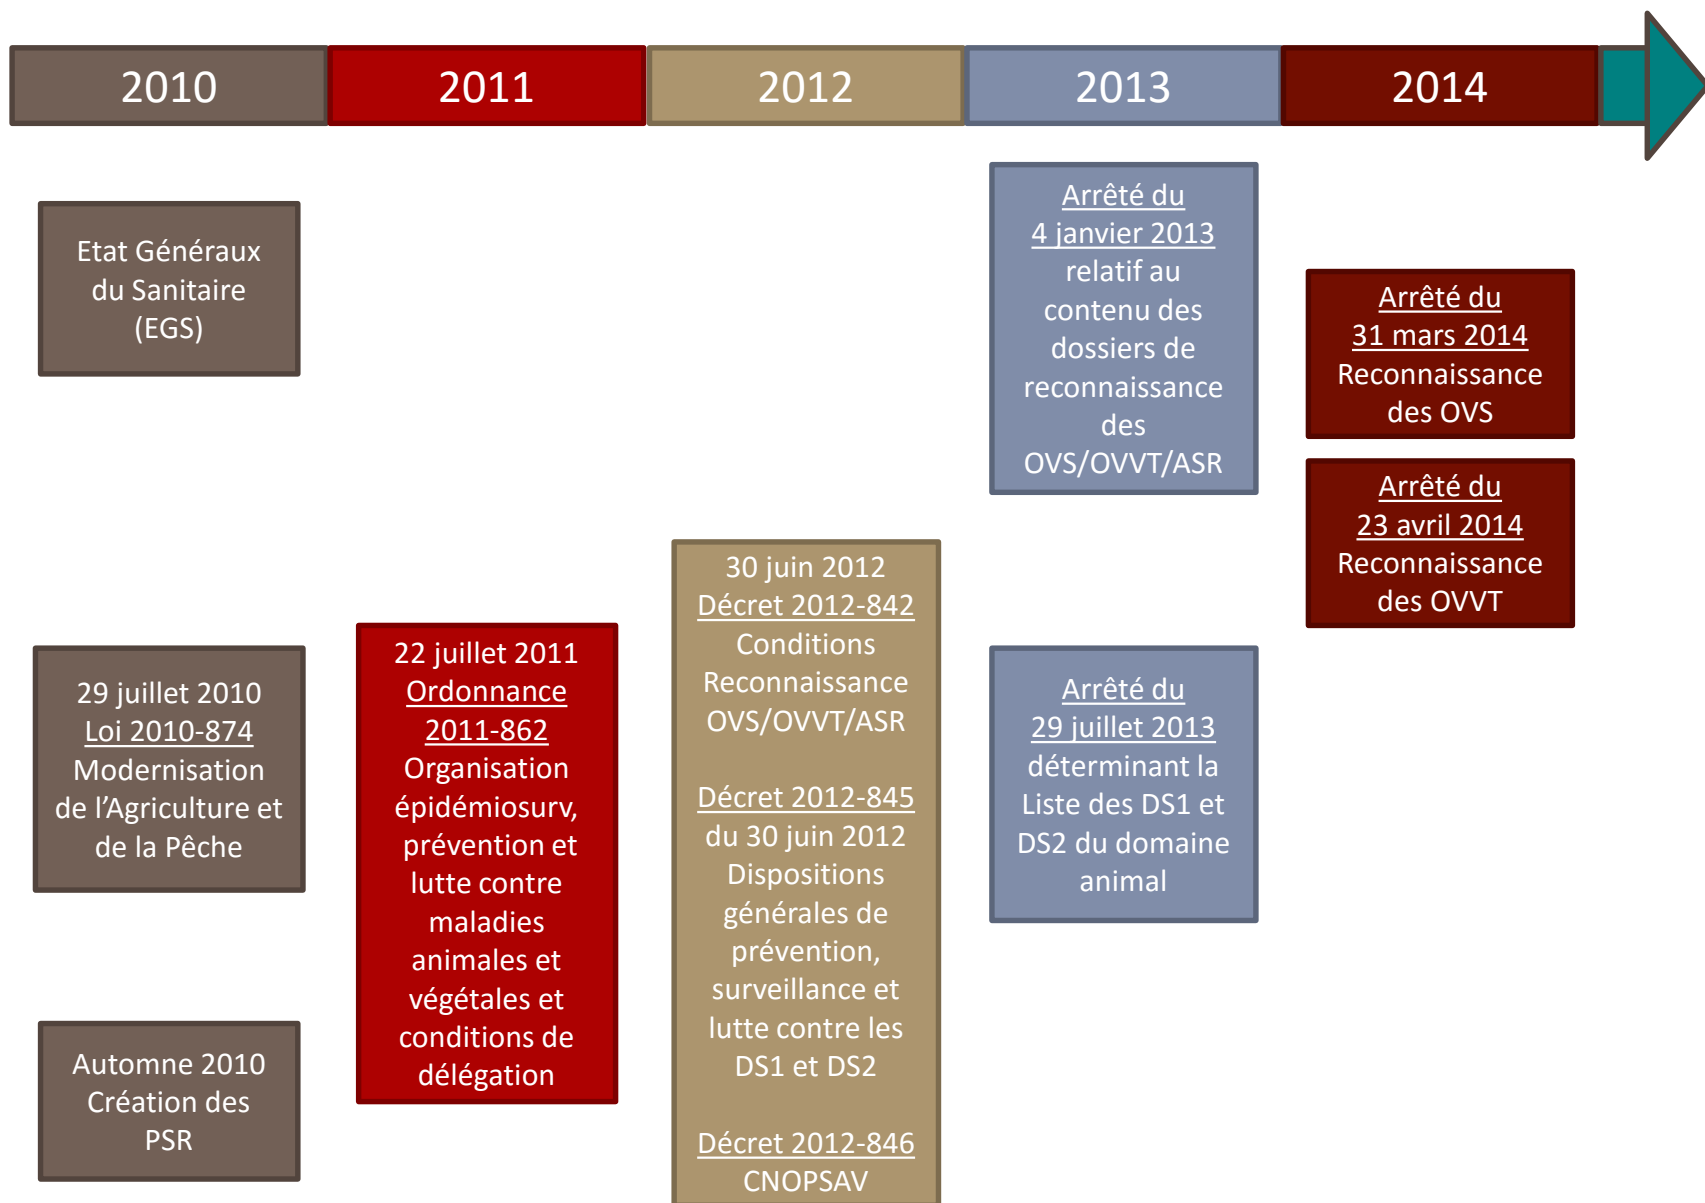 2010
2011
2012
2013
2014
Etat Généraux
du Sanitaire
(EGS)
29 juillet 2010
Loi 2010-874
Modernisation
de l’Agriculture et
de la Pêche
Automne 2010
Création des
PSR
22 juillet 2011
Ordonnance
2011-862
Organisation
épidémiosurv,
prévention et
lutte contre
maladies
animales et
végétales et
conditions de
délégation
30 juin 2012
Décret 2012-842
Conditions
Reconnaissance
OVS/OVVT/ASR
Décret 2012-845
du 30 juin 2012
Dispositions
générales de
prévention,
surveillance et
lutte contre les
DS1 et DS2
Décret 2012-846
CNOPSAV
Arrêté du
4 janvier 2013
relatif au
contenu des
dossiers de
reconnaissance
des
OVS/OVVT/ASR
Arrêté du
29 juillet 2013
déterminant la
Liste des DS1 et
DS2 du domaine
animal
Arrêté du
31 mars 2014
Reconnaissance
des OVS
Arrêté du
23 avril 2014
Reconnaissance
des OVVT